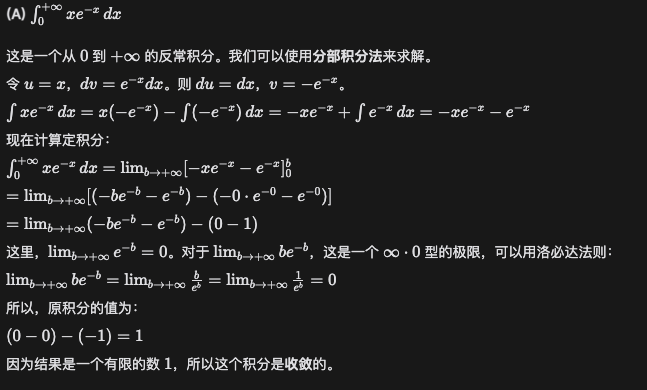 (A) $\int_0^{+\infty} xe^{-x}\,dx$
这是一个从 0 到 $+\infty$ 的反常积分。我们可以使用分部积分法来求解。
令 $u = x$，$dv = e^{-x}dx$。则 $du = dx$，$v = -e^{-x}$。
$\int xe^{-x}\,dx = x(-e^{-x}) - \int(-e^{-x})\,dx = -xe^{-x} + \int e^{-x}\,dx = -xe^{-x} - e^{-x}$
现在计算定积分：
$\int_0^{+\infty} xe^{-x}\,dx = \lim_{b\to+\infty}[-xe^{-x} - e^{-x}]_0^b$
$= \lim_{b\to+\infty}[(-be^{-b} - e^{-b}) - (-0\cdot e^{-0} - e^{-0})]$
$= \lim_{b\to+\infty}(-be^{-b} - e^{-b}) - (0 - 1)$
这里，$\lim_{b\to+\infty} e^{-b} = 0$。对于 $\lim_{b\to+\infty} be^{-b}$，这是一个 $\infty\cdot 0$ 型的极限，可以用洛必达法则：
$\lim_{b\to+\infty} be^{-b} = \lim_{b\to+\infty} \frac{b}{e^b} = \lim_{b\to+\infty} \frac{1}{e^b} = 0$
所以，原积分的值为：
$(0 - 0) - (-1) = 1$
因为结果是一个有限的数 1，所以这个积分是收敛的。